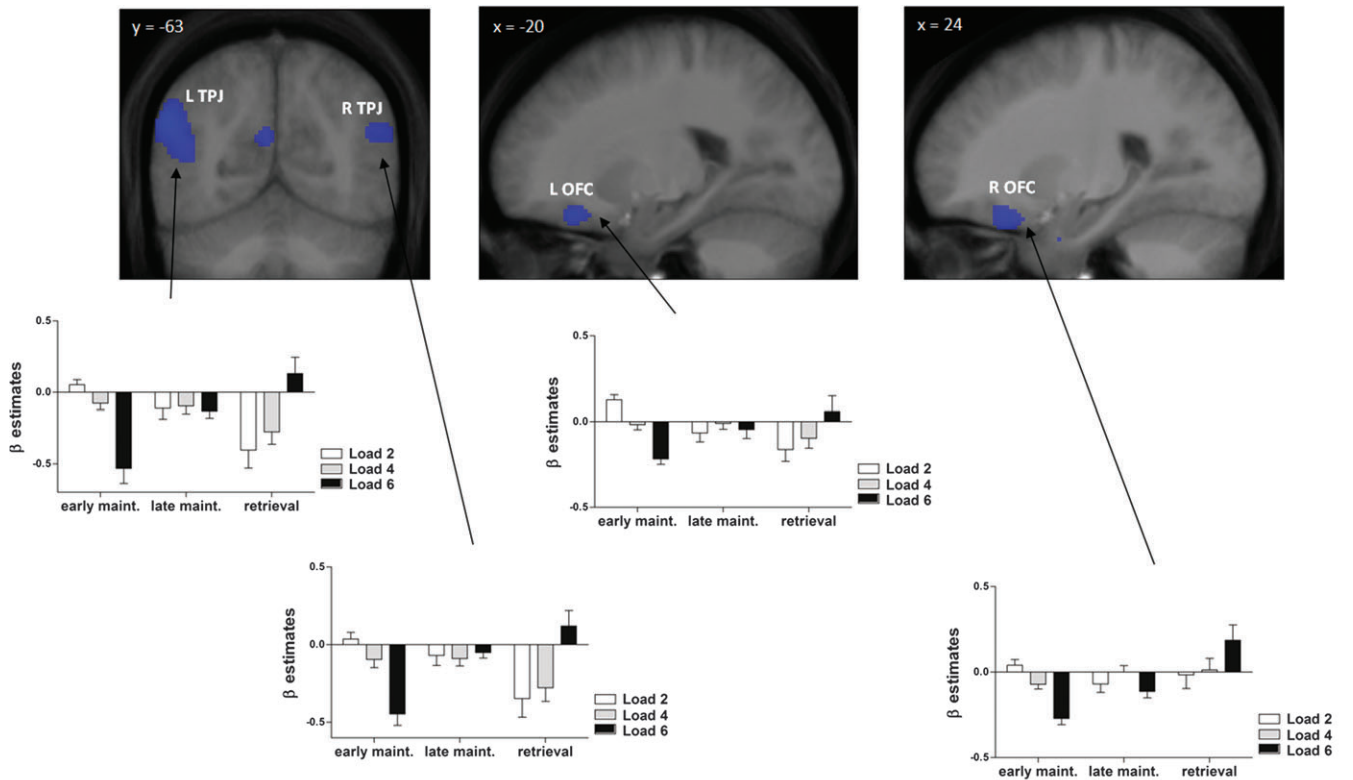 y = -63
L TPJ
R TPJ
x = -20
L OFC
x = 24
R OFC
β estimates
0.5
0.0
-0.5
early maint.
late maint.
retrieval
Load 2
Load 4
Load 6
β estimates
0.5
0.0
-0.5
early maint.
late maint.
retrieval
Load 2
Load 4
Load 6
β estimates
0.5
0.0
-0.5
early maint.
late maint.
retrieval
Load 2
Load 4
Load 6
β estimates
0.5
0.0
-0.5
early maint.
late maint.
retrieval
Load 2
Load 4
Load 6